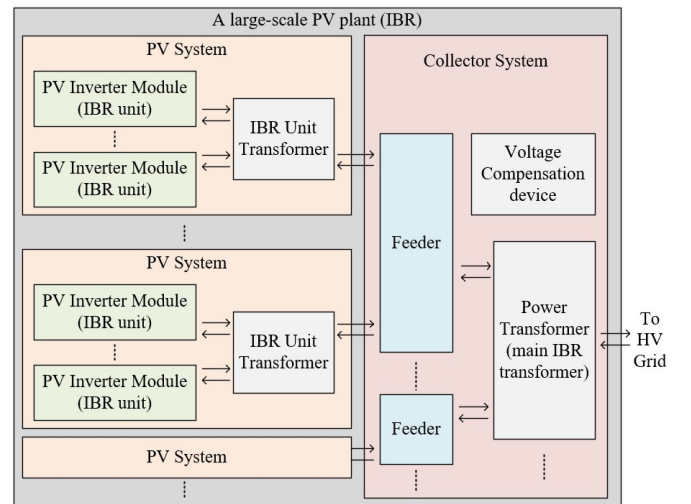 A large-scale PV plant (IBR)
PV System
PV Inverter Module
(IBR unit)
PV Inverter Module
(IBR unit)
IBR Unit
Transformer
PV System
PV Inverter Module
(IBR unit)
PV Inverter Module
(IBR unit)
IBR Unit
Transformer
PV System
Collector System
Feeder
Feeder
Voltage
Compensation
device
Power
Transformer
(main IBR
transformer)
To
HV
Grid